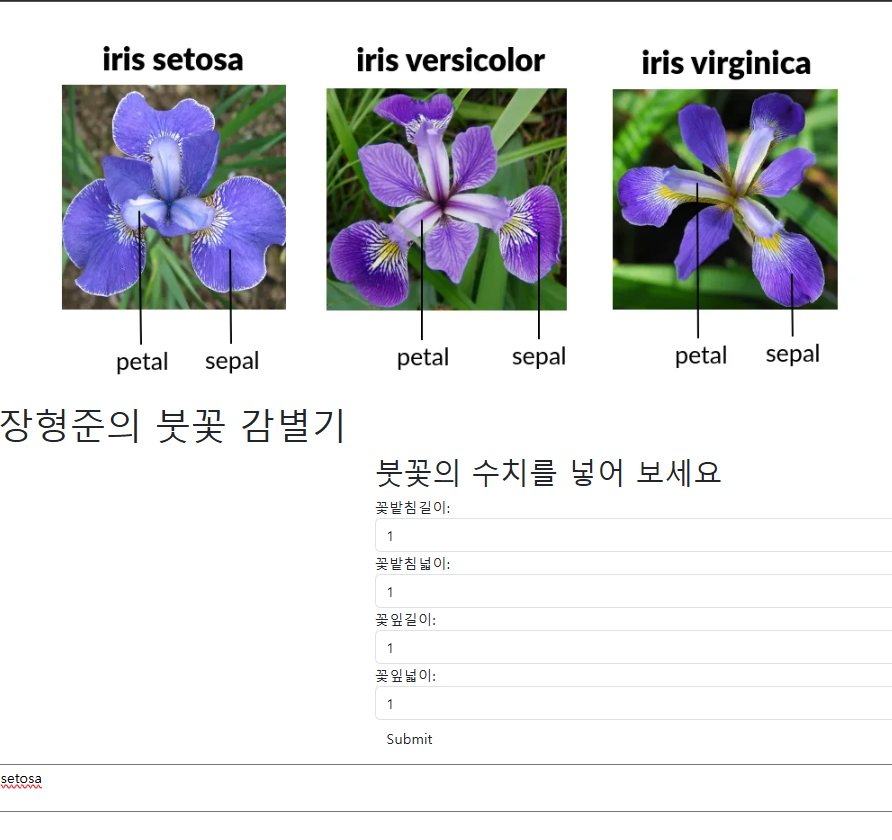 iris setosa
iris versicolor
iris virginica
petal
sepal
petal
sepal
petal
sepal
장형준의 붓꽃 감별기
붓꽃의 수치를 넣어 보세요
꽃밭침길이:
1
꽃밭침넓이:
1
꽃잎길이:
1
꽃잎넓이:
1
Submit
setosa